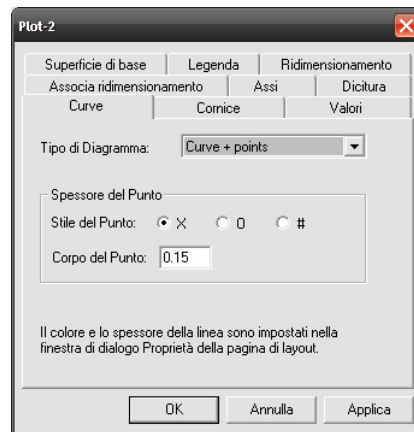 Plot-2
Superficie di base Legenda Ridimensionamento
Associa ridimensionamento Assi Dicitura
Curve Cornice Valori
Tipo di Diagramma: Curve + points
Spessore del Punto
Stile del Punto: X O #
Corpo del Punto: 0.15
Il colore e lo spessore della linea sono impostati nella
finestra di dialogo Proprietà della pagina di layout.
OK Annulla Applica